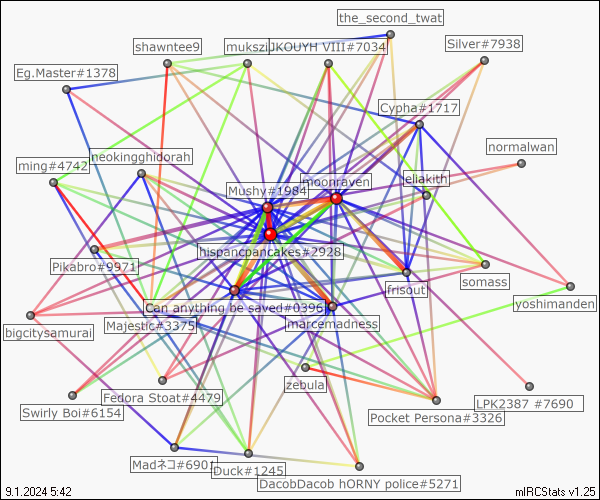 the_second_twat
shawntee9
mukszi
JKOUYH VIII#7034
Silver#7938
Eg.Master#1378
Cypha#1717
normalwan
neokingghidorah
ming#4742
moonraven
eliakith
Mushy#1984
hispancpancakes#2928
Pikabro#9971
frisout
somass
yoshimanden
Can anything be saved#0396
bigcitysamurai
Majestic#3375
marcemadness
zebula
Fedora Stoat#4479
LPK2387 #7690
Swirly Boi#6154
Pocket Persona#3326
Madネコ#6901
Duck#1245
DacobDacob hORNY police#5271
9.1.2024 5:42
mIRCStats v1.25